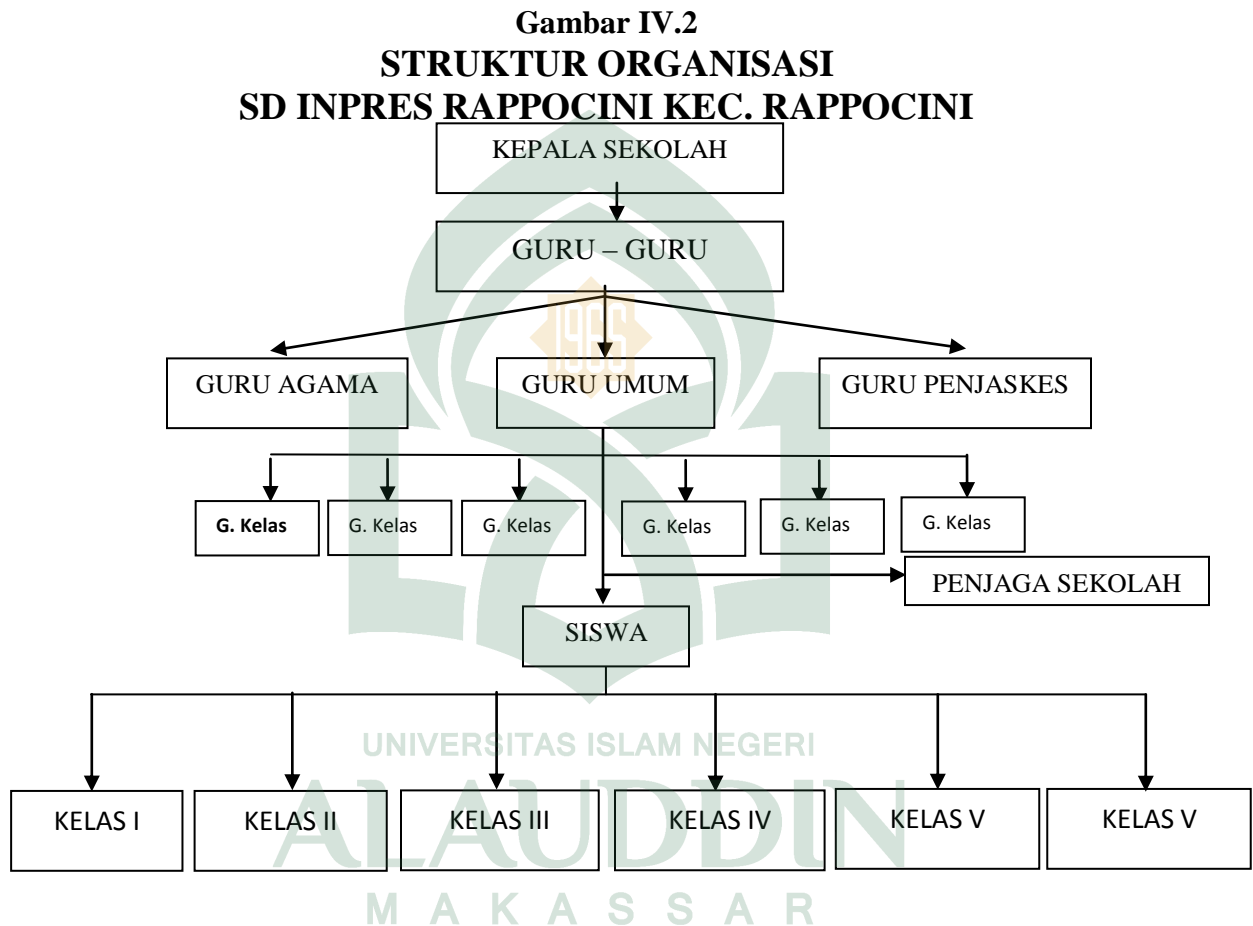 Gambar IV.2
STRUKTUR ORGANISASI
SD INPRES RAPPOCINI KEC. RAPPOCINI
KEPALA SEKOLAH
GURU – GURU
1965
GURU AGAMA
GURU UMUM
GURU PENJASKES
G. Kelas
G. Kelas
G. Kelas
G. Kelas
G. Kelas
G. Kelas
PENJAGA SEKOLAH
SISWA
UNIVERSITAS ISLAM NEGERI
KELAS I
KELAS II
KELAS III
KELAS IV
KELAS V
KELAS V
ALAUDDIN
MAKASSAR